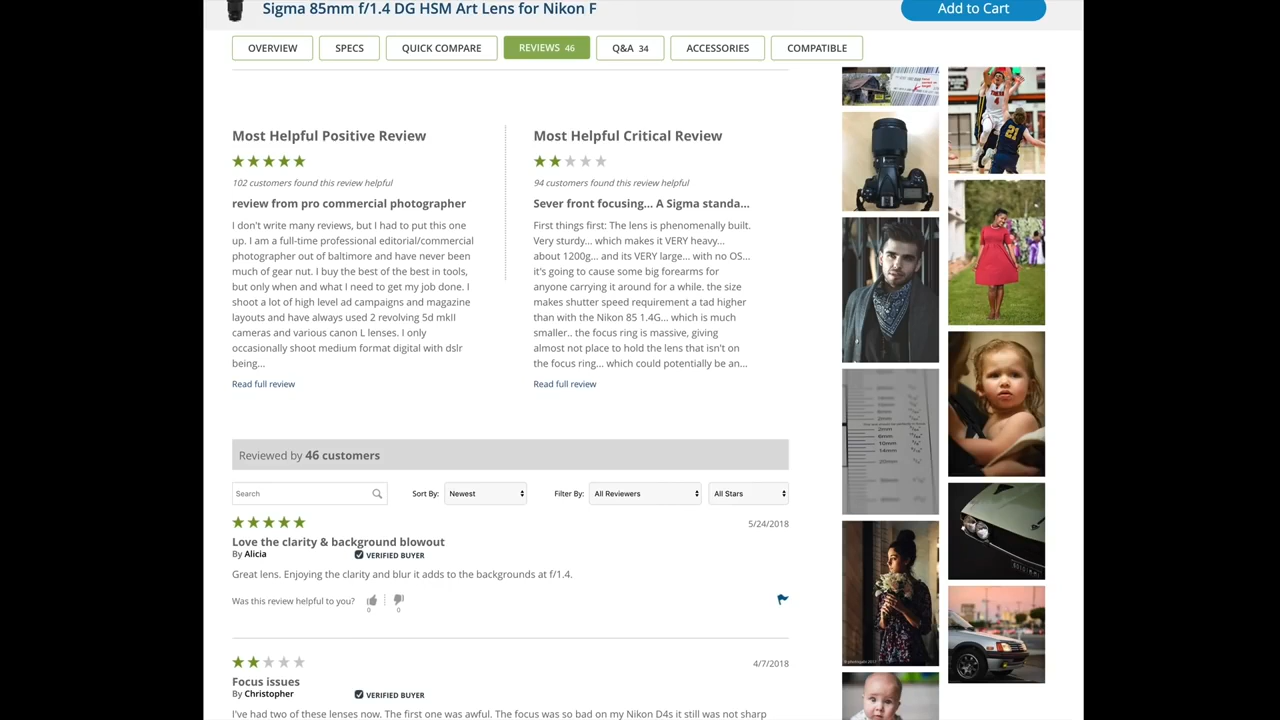 Sigma 85mm f/1.4 DG HSM Art Lens for Nikon F
Add to Cart
OVERVIEW
SPECS
QUICK COMPARE
REVIEWS 46
Q&A 34
ACCESSORIES
COMPATIBLE
Most Helpful Positive Review
102 customers found this review helpful
review from pro commercial photographer
I don't write many reviews, but I had to put this one
up. I am a full-time professional editorial/commercial
photographer out of baltimore and have never been
much of gear nut. I buy the best of the best in tools,
but only when and what I need to get my job done. I
shoot a lot of high level ad campaigns and magazine
layouts and have always used 2 revolving 5d mkII
cameras and various canon L lenses. I only
occasionally shoot medium format digital with dslr
being...
Read full review
Most Helpful Critical Review
94 customers found this review helpful
Sever front focusing... A Sigma standa...
First things first: The lens is phenomenally built.
Very sturdy... which makes it VERY heavy...
about 1200g... and its VERY large... with no OS...
it's going to cause some big forearms for
anyone carrying it around for a while. the size
makes shutter speed requirement a tad higher
than with the Nikon 85 1.4G... which is much
smaller.. the focus ring is massive, giving
almost not place to hold the lens that isn't on
the focus ring... which could potentially be an...
Read full review
Reviewed by 46 customers
Search
Sort By:
Newest
Filter By:
All Reviewers
All Stars
5/24/2018
Love the clarity & background blowout
By Alicia
VERIFIED BUYER
Great lens. Enjoying the clarity and blur it adds to the backgrounds at f/1.4.
Was this review helpful to you?
0
0
4/7/2018
Focus issues
By Christopher
VERIFIED BUYER
I've had two of these lenses now. The first one was awful. The focus was so bad on my Nikon D4s it still was not sharp
4
21
2mm
6mm
10mm
14mm